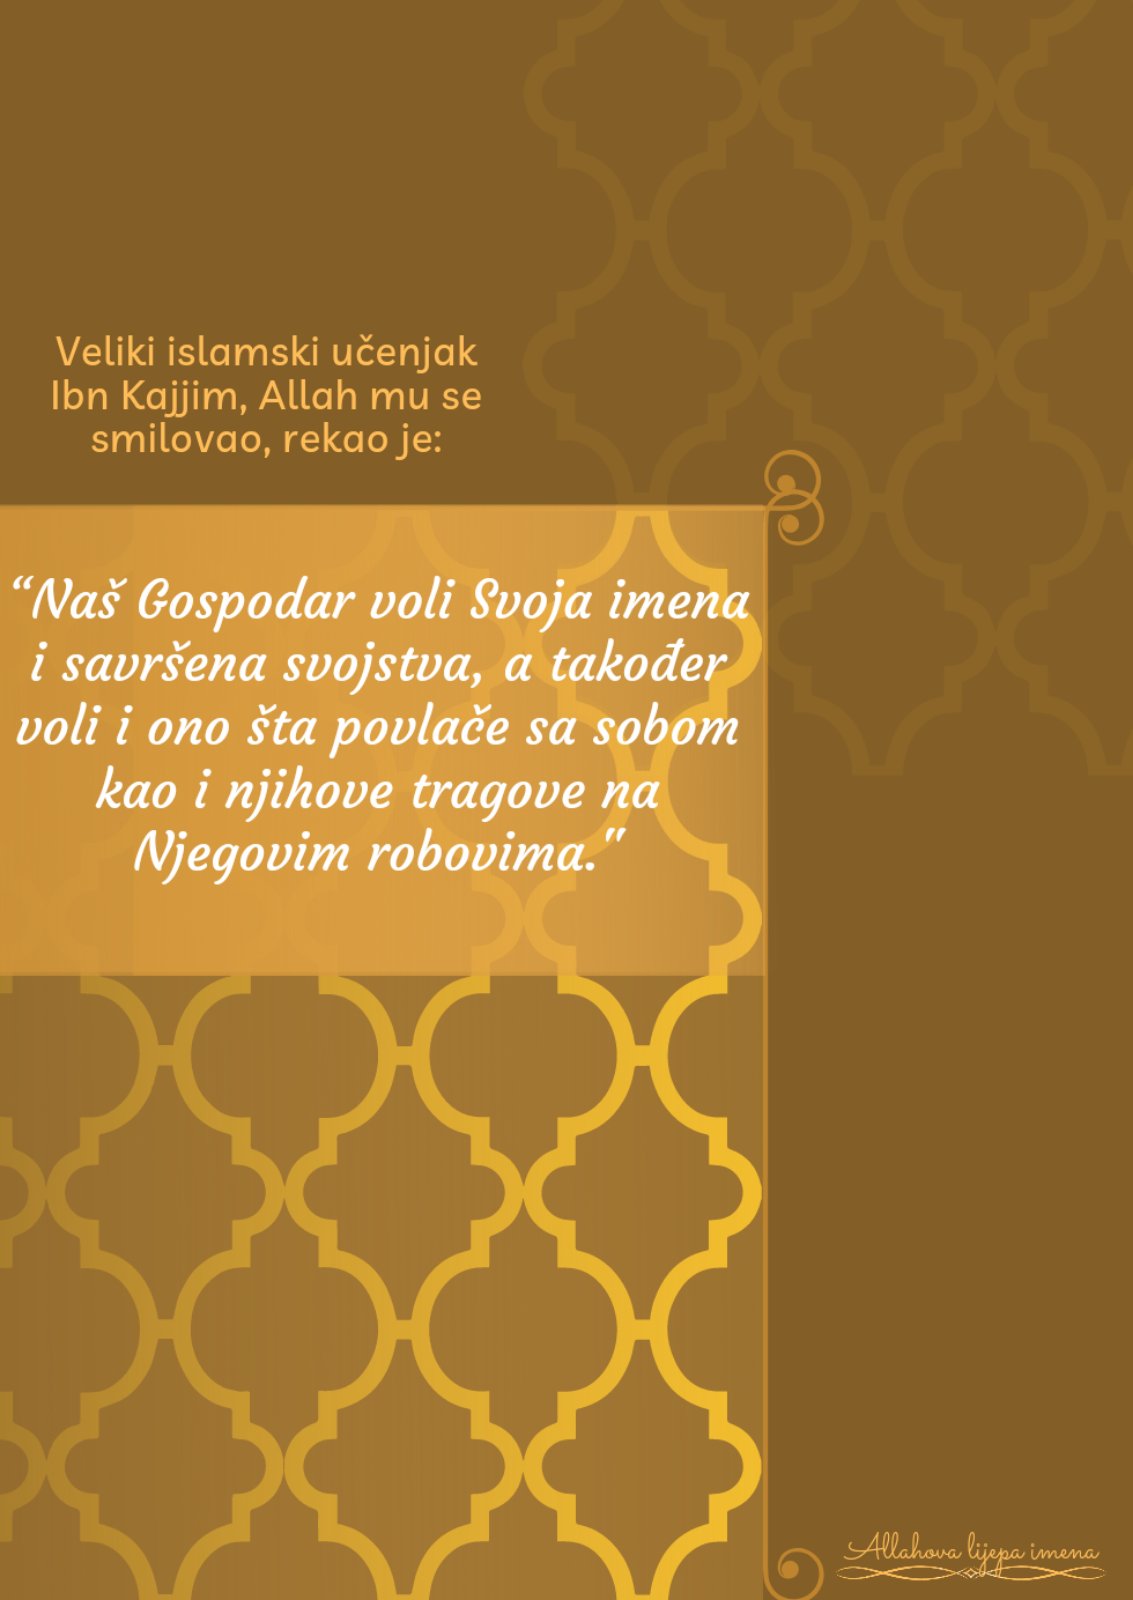 Veliki islamski učenjak
Ibn Kajjim, Allah mu se
smilovao, rekao je:
“Naš Gospodar voli Svoja imena
i savršena svojstva, a također
voli i ono šta povlače sa sobom
kao i njihove tragove na
Njegovim robovima."
Allahova lijepa imena